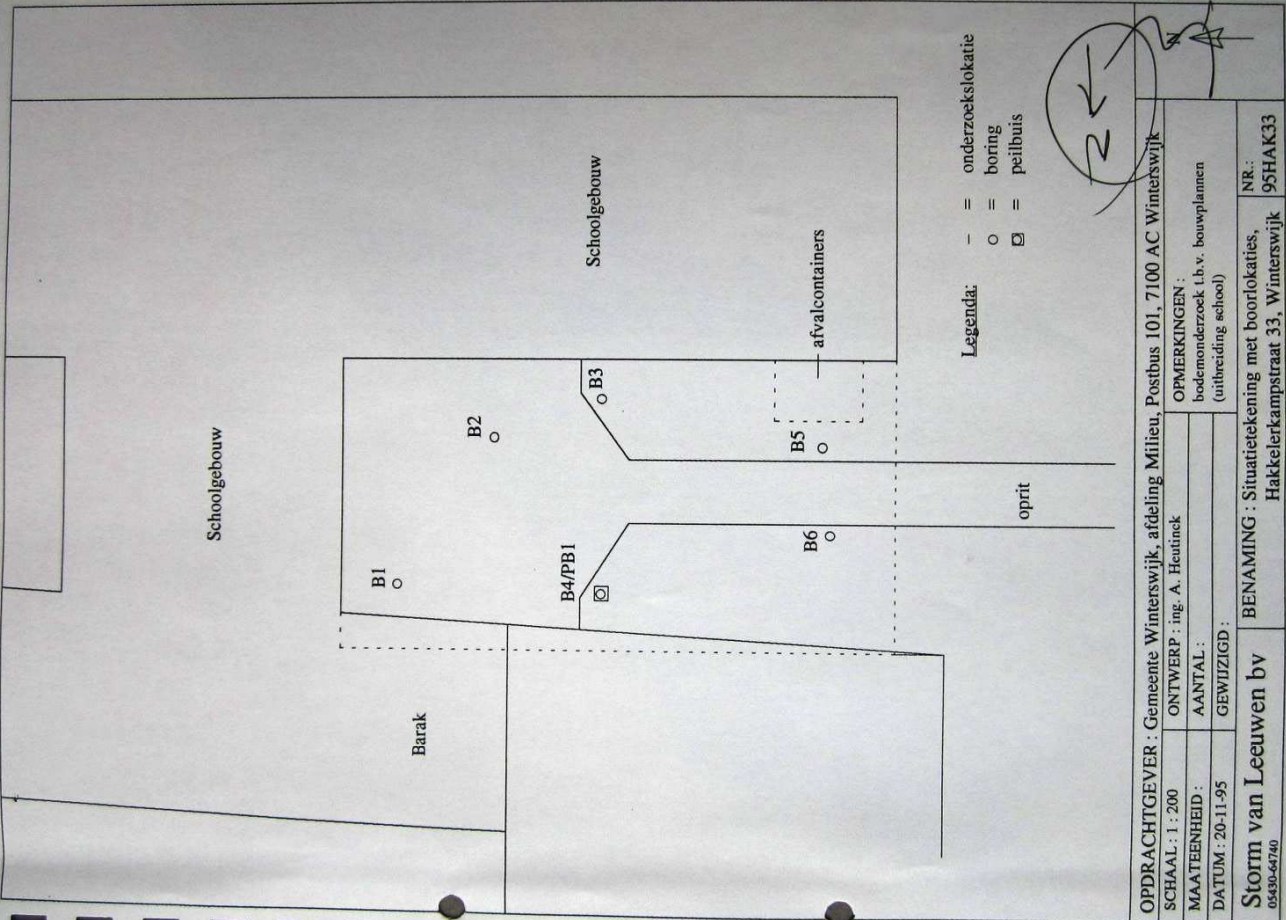 Schoolgebouw
Schoolgebouw
Barak
B1
B2
B3
B4/PB1
B5
B6
afvalcontainers
oprit
Legenda:
- = onderzoekslokatie
o = boring
= peilbuis
N
OPDRACHTGEVER : Gemeente Winterswijk, afdeling Milieu, Postbus 101, 7100 AC Winterswijk
SCHAAL : 1 : 200
ONTWERP : ing. A. Heutinck
OPMERKINGEN :
bodemonderzoek t.b.v. bouwplannen
(uitbreiding school)
MAATEENHEID :
AANTAL :
DATUM : 20-11-95
GEWIJZIGD :
Storm van Leeuwen bv
05430-64740
BENAMING : Situatietekening met boorlokaties,
Hakkelerkampstraat 33, Winterswijk
NR.:
95HAK33